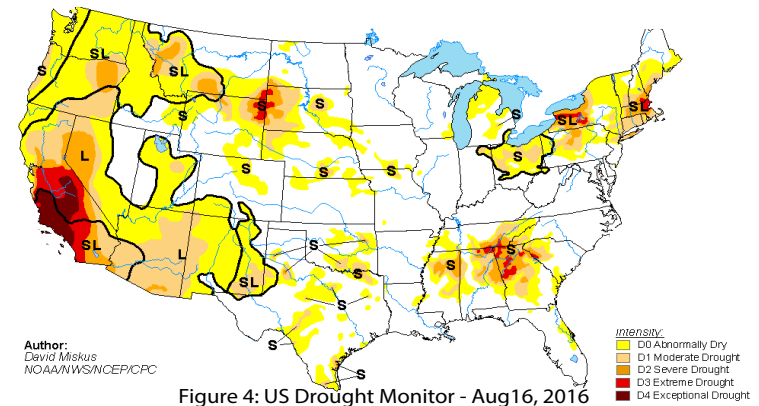 SL
S
SL
S
S
S
S
SL
SL
L
S
S
S
S
L
SL
S
S
S
S
SL
S
S
S
S
Author:
David Miskus
NOAA/NWS/NCEP/CPC
Intensity:
D0 Abnormally Dry
D1 Moderate Drought
D2 Severe Drought
D3 Extreme Drought
D4 Exceptional Drought
Figure 4: US Drought Monitor - Aug16, 2016